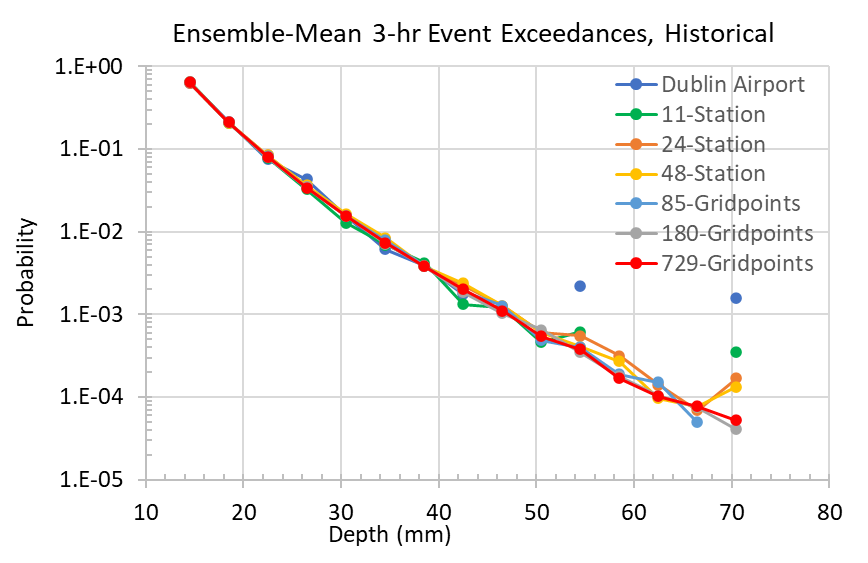 Ensemble-Mean 3-hr Event Exceedances, Historical
1.E+00
1.E-01
1.E-02
1.E-03
1.E-04
1.E-05
Probability
Dublin Airport
11-Station
24-Station
48-Station
85-Gridpoints
180-Gridpoints
729-Gridpoints
10 20 30 40 50 60 70 80
Depth (mm)